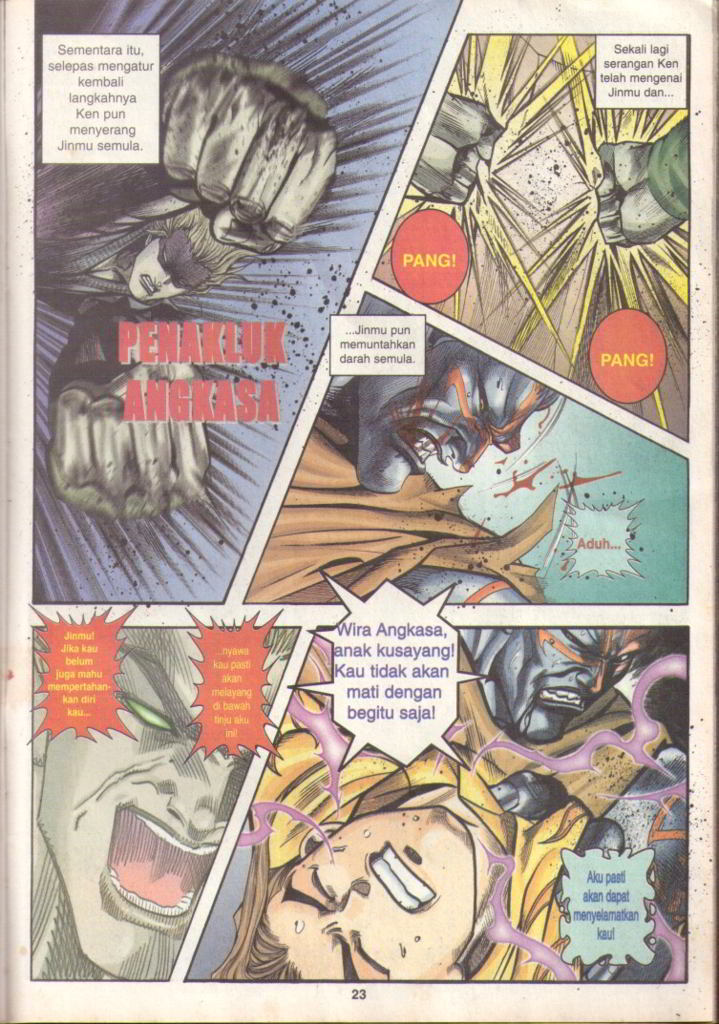 Sementara itu,
selepas mengatur
kembali
langkahnya
Ken pun
menyerang
Jinmu semula.
PENAKLUK
ANGKASA
Sekali lagi
serangan Ken
telah mengenai
Jinmu dan...
PANG!
PANG!
...Jinmu pun
memuntahkan
darah semula.
Aduh...
Jinmu!
Jika kau
belum
juga mahu
mempertahan-
kan diri
kau...
...nyawa
kau pasti
akan
melayang
di bawah
tinju aku
ini!
Wira Angkasa,
anak kusayang!
Kau tidak akan
mati dengan
begitu saja!
Aku pasti
akan dapat
menyelamatkan
kau!
23